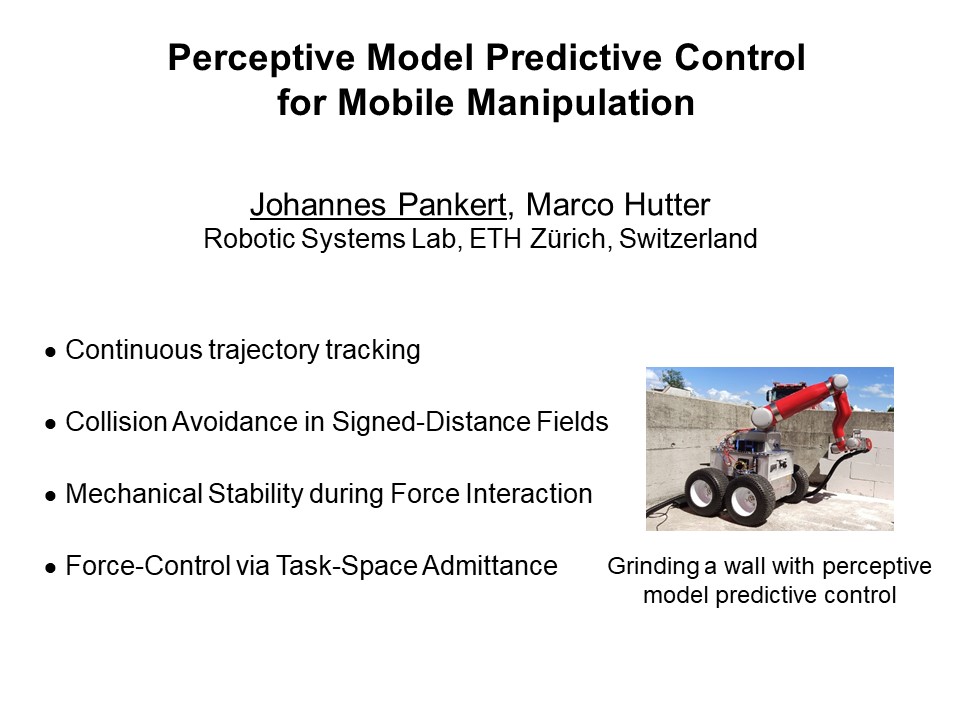 Perceptive Model Predictive Control
for Mobile Manipulation
Johannes Pankert, Marco Hutter
Robotic Systems Lab, ETH Zürich, Switzerland
● Continuous trajectory tracking
● Collision Avoidance in Signed-Distance Fields
● Mechanical Stability during Force Interaction
● Force-Control via Task-Space Admittance
Grinding a wall with perceptive
model predictive control